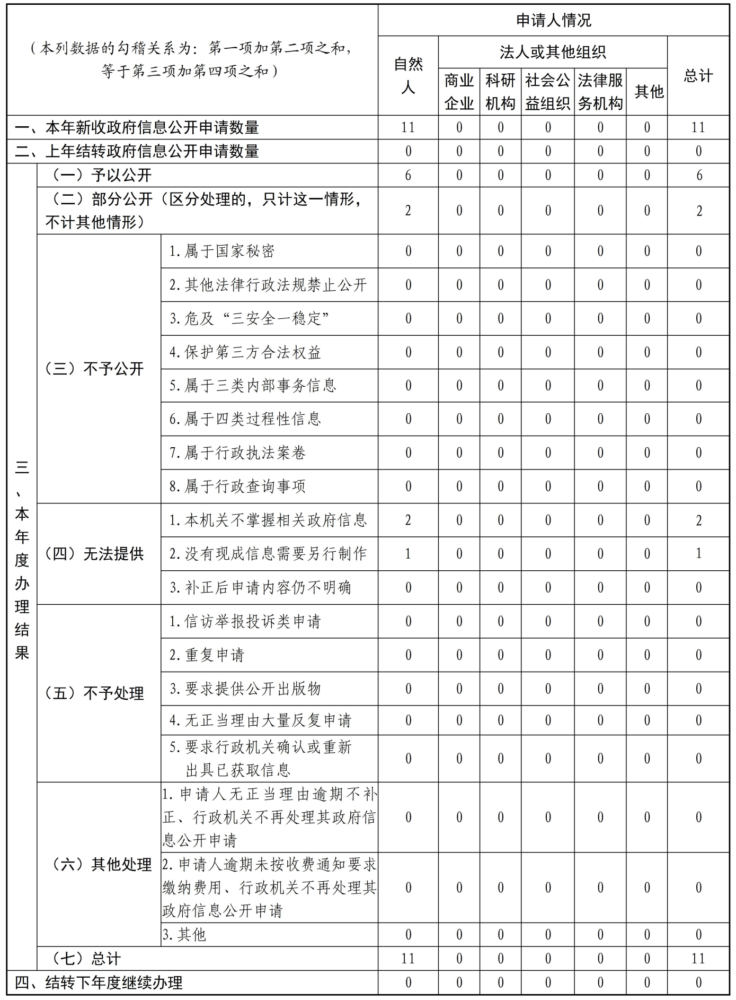 （本列数据的勾稽关系为：第一项加第二项之和，
等于第三项加第四项之和）
申请人情况
自然
人
法人或其他组织
总计
商业
企业
科研
机构
社会公
益组织
法律服
务机构
其他
一、本年新收政府信息公开申请数量 11 0 0 0 0 0 11
二、上年结转政府信息公开申请数量 0 0 0 0 0 0 0
三、本年度办理结果
（一）予以公开 6 0 0 0 0 0 6
（二）部分公开（区分处理的，只计这一情形，
不计其他情形） 2 0 0 0 0 0 2
（三）不予公开
1.属于国家秘密 0 0 0 0 0 0 0
2.其他法律行政法规禁止公开 0 0 0 0 0 0 0
3.危及“三安全一稳定” 0 0 0 0 0 0 0
4.保护第三方合法权益 0 0 0 0 0 0 0
5.属于三类内部事务信息 0 0 0 0 0 0 0
6.属于四类过程性信息 0 0 0 0 0 0 0
7.属于行政执法案卷 0 0 0 0 0 0 0
8.属于行政查询事项 0 0 0 0 0 0 0
（四）无法提供
1.本机关不掌握相关政府信息 2 0 0 0 0 0 2
2.没有现成信息需要另行制作 1 0 0 0 0 0 1
3.补正后申请内容仍不明确 0 0 0 0 0 0 0
（五）不予处理
1.信访举报投诉类申请 0 0 0 0 0 0 0
2.重复申请 0 0 0 0 0 0 0
3.要求提供公开出版物 0 0 0 0 0 0 0
4.无正当理由大量反复申请 0 0 0 0 0 0 0
5.要求行政机关确认或重新
出具已获取信息 0 0 0 0 0 0 0
（六）其他处理
1.申请人无正当理由逾期不补
正、行政机关不再处理其政府信
息公开申请 0 0 0 0 0 0 0
2.申请人逾期未按收费通知要求
缴纳费用、行政机关不再处理其
政府信息公开申请 0 0 0 0 0 0 0
3.其他 0 0 0 0 0 0 0
（七）总计 11 0 0 0 0 0 11
四、结转下年度继续办理 0 0 0 0 0 0 0